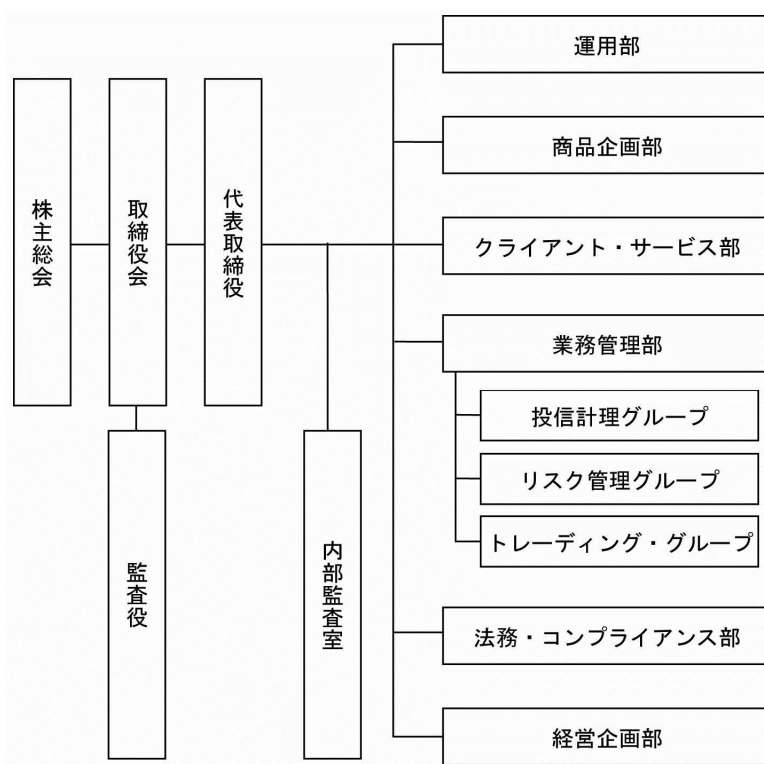 株主総会
取締役会
代表取締役
監査役
内部監査室
運用部
商品企画部
クライアント・サービス部
業務管理部
投信計理グループ
リスク管理グループ
トレーディング・グループ
法務・コンプライアンス部
経営企画部